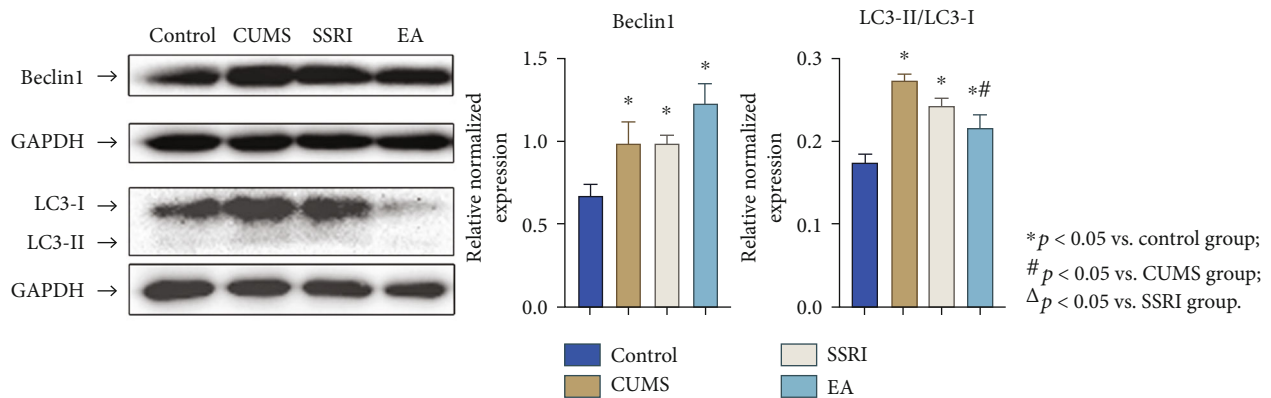 Control CUMS SSRI EA
Beclin1 →
GAPDH →
LC3-I →
LC3-II →
GAPDH →
Beclin1
Relative normalized
expression
1.5
1.0
0.5
0.0
*
*
*
LC3-II/LC3-I
Relative normalized
expression
0.3
0.2
0.1
0.0
*
*
*#
*p < 0.05 vs. control group;
#p < 0.05 vs. CUMS group;
Δp < 0.05 vs. SSRI group.
Control
CUMS
SSRI
EA